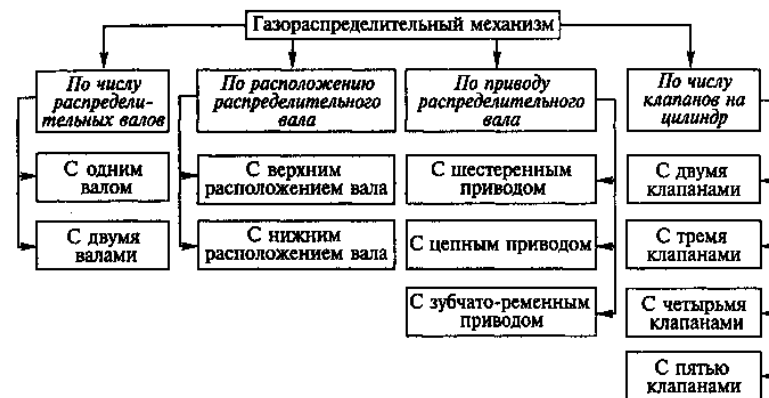 Газораспределительный механизм
По числу
распредели-
тельных валов
По расположению
распределительного
вала
По приводу
распределительного
вала
По числу
клапанов на
цилиндр
С одним
валом
С верхним
расположением вала
С шестеренным
приводом
С двумя
клапанами
С двумя
валами
С нижним
расположением вала
С цепным приводом
С тремя
клапанами
С зубчато-ременным
приводом
С четырьмя
клапанами
С пятью
клапанами